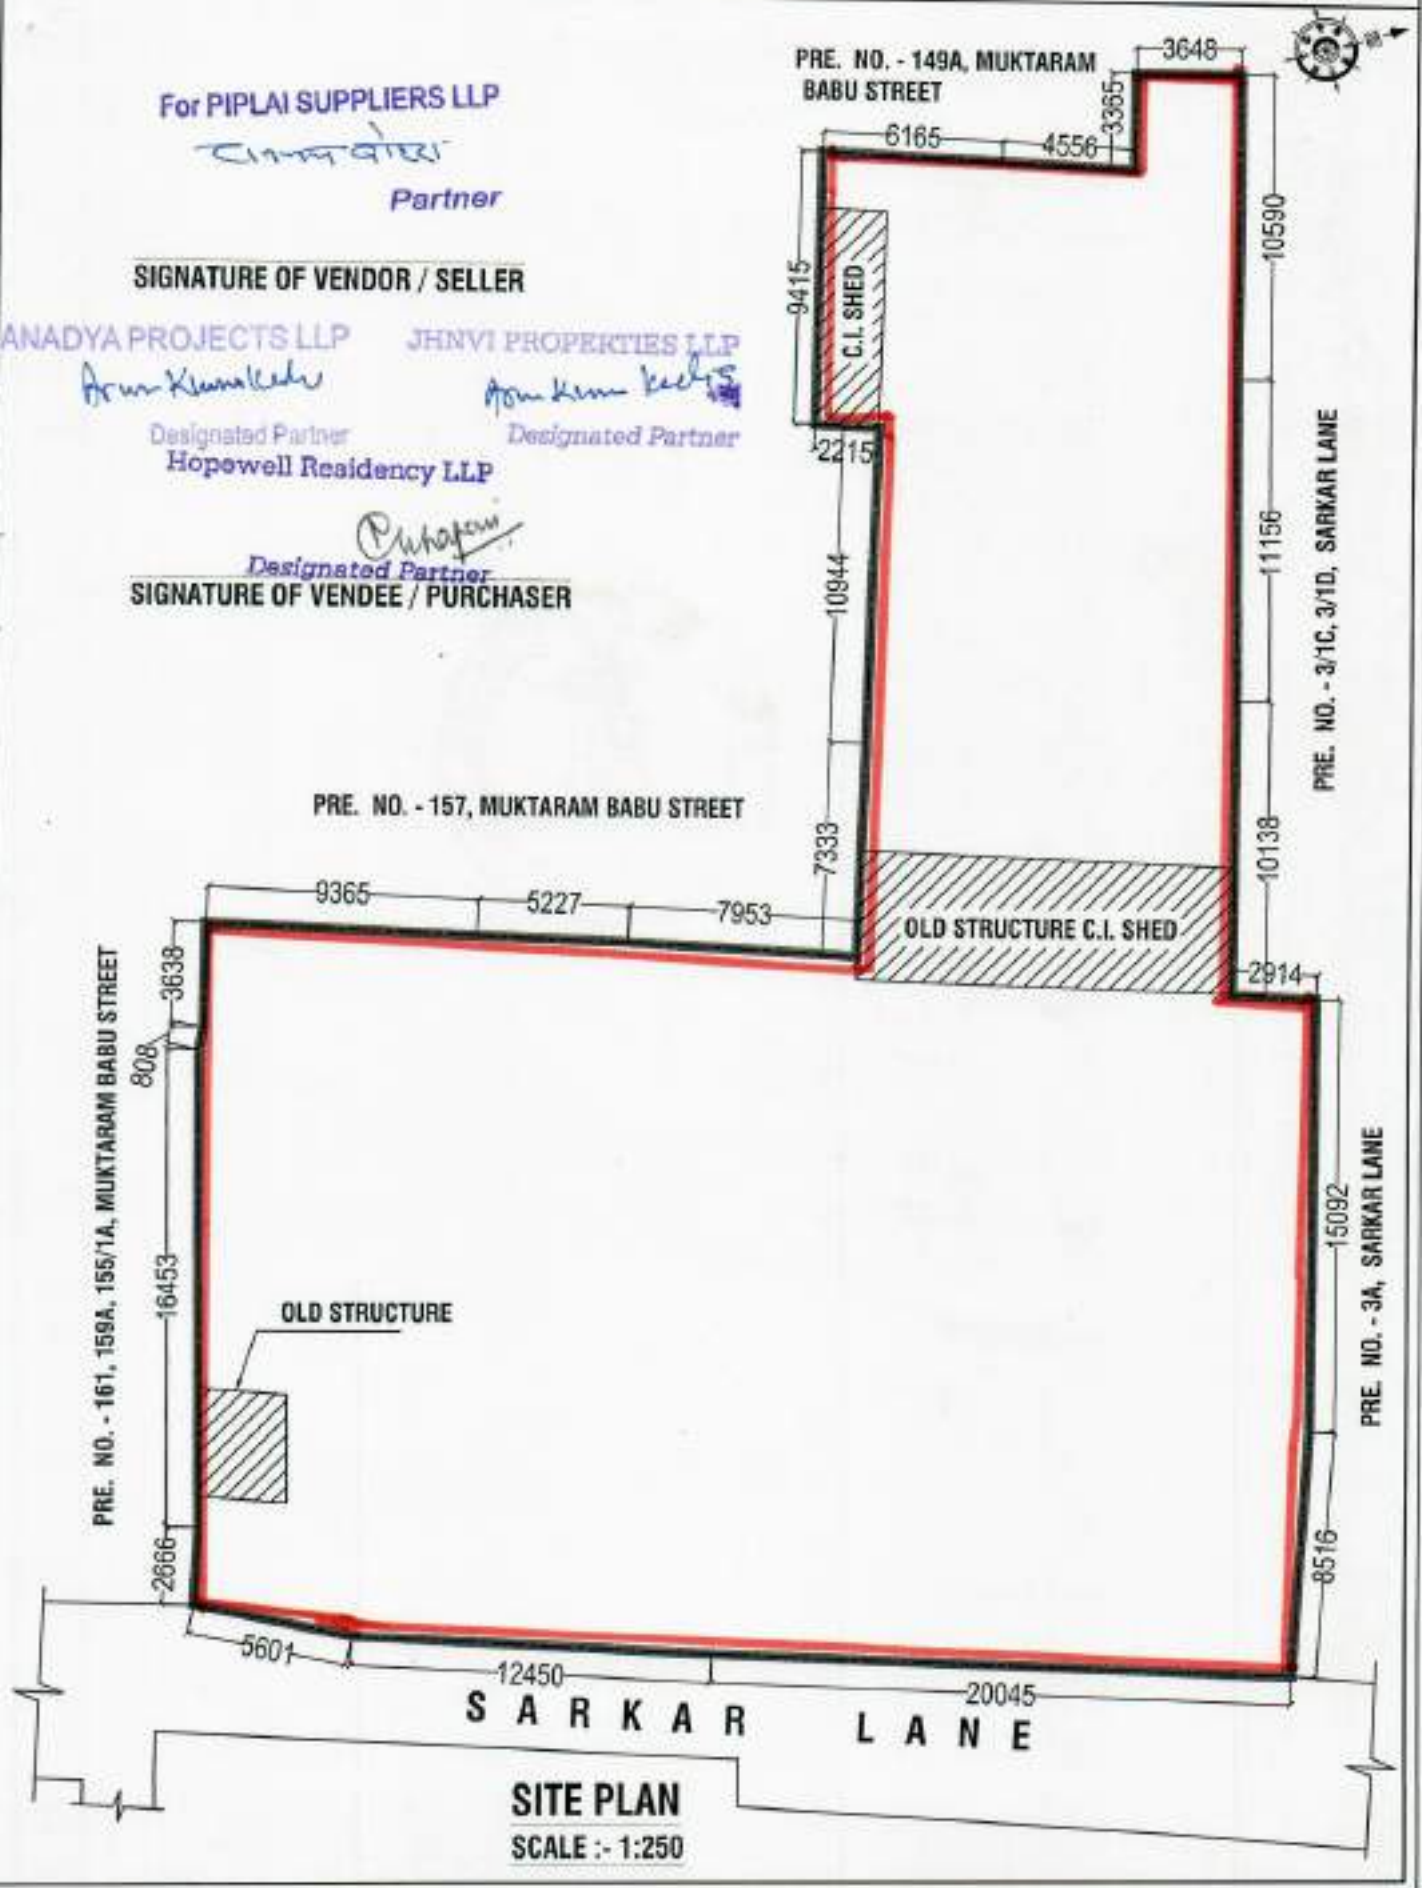 For PIPLAI SUPPLIERS LLP
Partner
SIGNATURE OF VENDOR / SELLER
ANADYA PROJECTS LLP
JHNVI PROPERTIES LLP
Designated Partner
Designated Partner
Hopewell Residency LLP
Designated Partner
SIGNATURE OF VENDEE / PURCHASER
PRE. NO. - 149A, MUKTARAM
BABU STREET
3648
3365
6165
4556
10590
9415
C.I. SHED
2215
11156
10944
PRE. NO. - 3/1C, 3/1D, SARKAR LANE
PRE. NO. - 157, MUKTARAM BABU STREET
7333
10138
9365
5227
7953
OLD STRUCTURE C.I. SHED
2914
3638
808
PRE. NO. - 161, 159A, 155/1A, MUKTARAM BABU STREET
16453
15092
PRE. NO. - 3A, SARKAR LANE
OLD STRUCTURE
2666
8516
5601
12450
20045
SARKAR LANE
SITE PLAN
SCALE :- 1:250